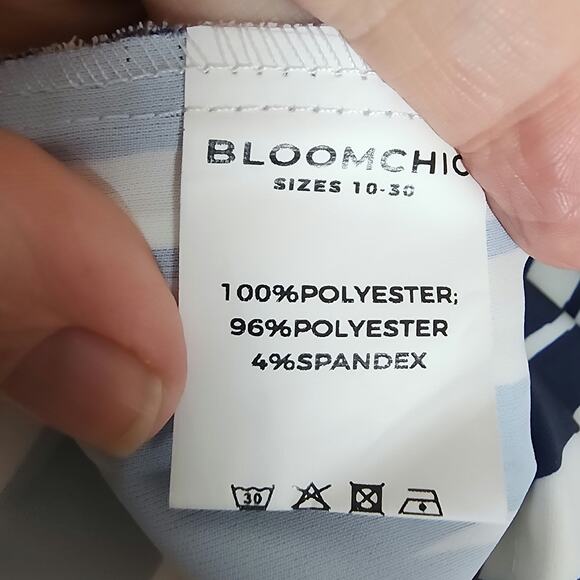 BLOOMCHIC
SIZES 10-30
100%POLYESTER;
96%POLYESTER
4%SPANDEX
30